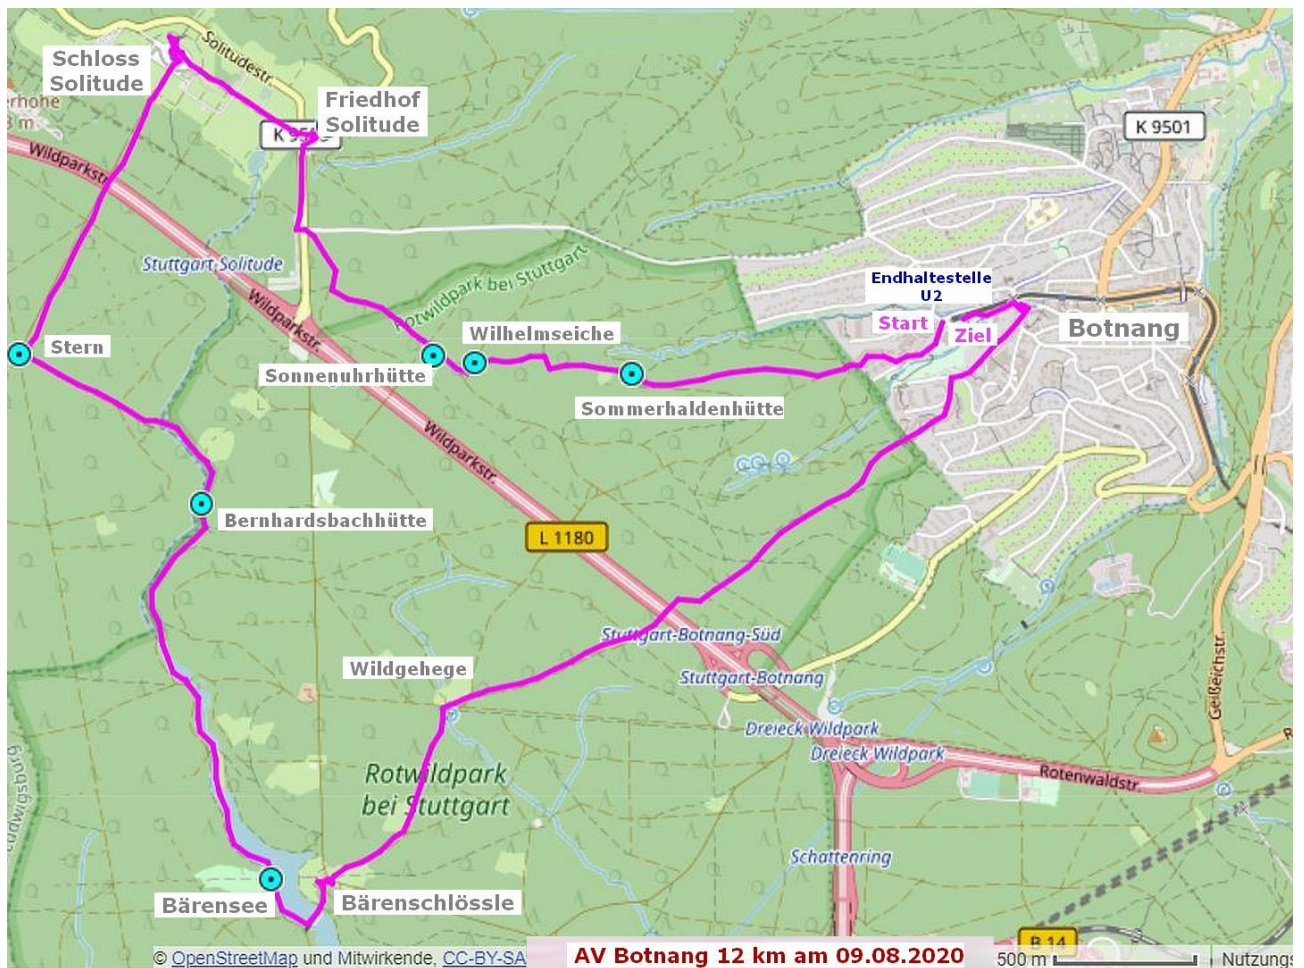 Solitudestr.
Schloss
Solitude
Friedhof
Solitude
K 9501
Wildparkstr.
Stuttgart-Solitude
Rotwildpark bei Stuttgart
Endhaltestelle
U2
Start
Ziel
Botnang
Wildparkstr.
Wilhelmseiche
Stern
Sonnenuhrhütte
Sommerhaldenhütte
Wildparkstr.
Bernhardsbachhütte
L 1180
Stuttgart-Botnang-Süd
Wildgehege
Stuttgart-Botnang
Geißeichstr.
Dreieck Wildpark
Dreieck Wildpark
Rotenwaldstr.
Rotwildpark
bei Stuttgart
Schattenring
Bärensee
Bärenschlössle
B 14
© OpenStreetMap und Mitwirkende, CC-BY-SA
AV Botnang 12 km am 09.08.2020
500 m
Nutzungs